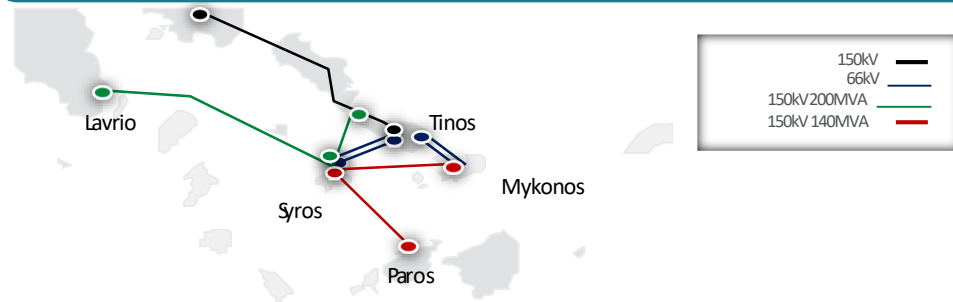 150kV
66kV
150kV 200MVA
150kV 140MVA
Lavrio
Tinos
Mykonos
Syros
Paros